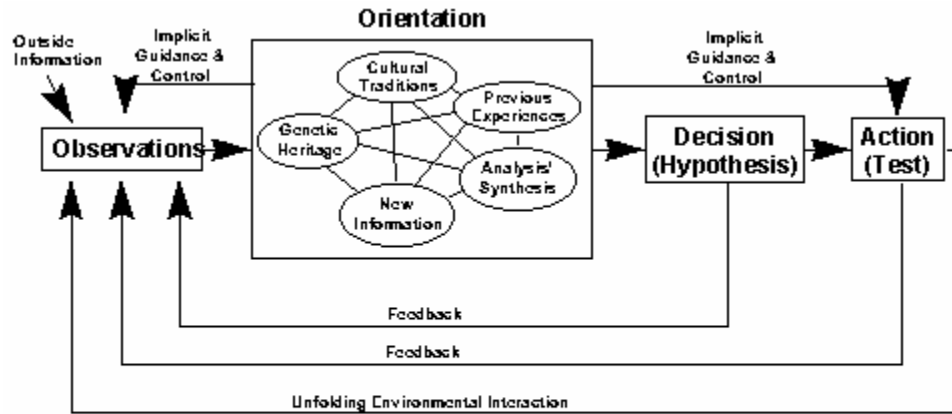 Orientation
Outside
Information
Implicit
Guidance &
Control
Cultural
Traditions
Previous
Experiences
Genetic
Heritage
Analysis/
Synthesis
New
Information
Implicit
Guidance &
Control
Observations
Decision
(Hypothesis)
Action
(Test)
Feedback
Feedback
Unfolding Environmental Interaction